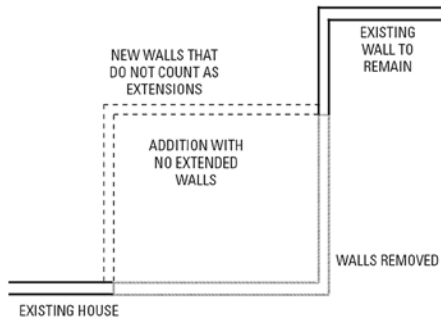 EXISTING
WALL TO
REMAIN
NEW WALLS THAT
DO NOT COUNT AS
EXTENSIONS
ADDITION WITH
NO EXTENDED
WALLS
WALLS REMOVED
EXISTING HOUSE